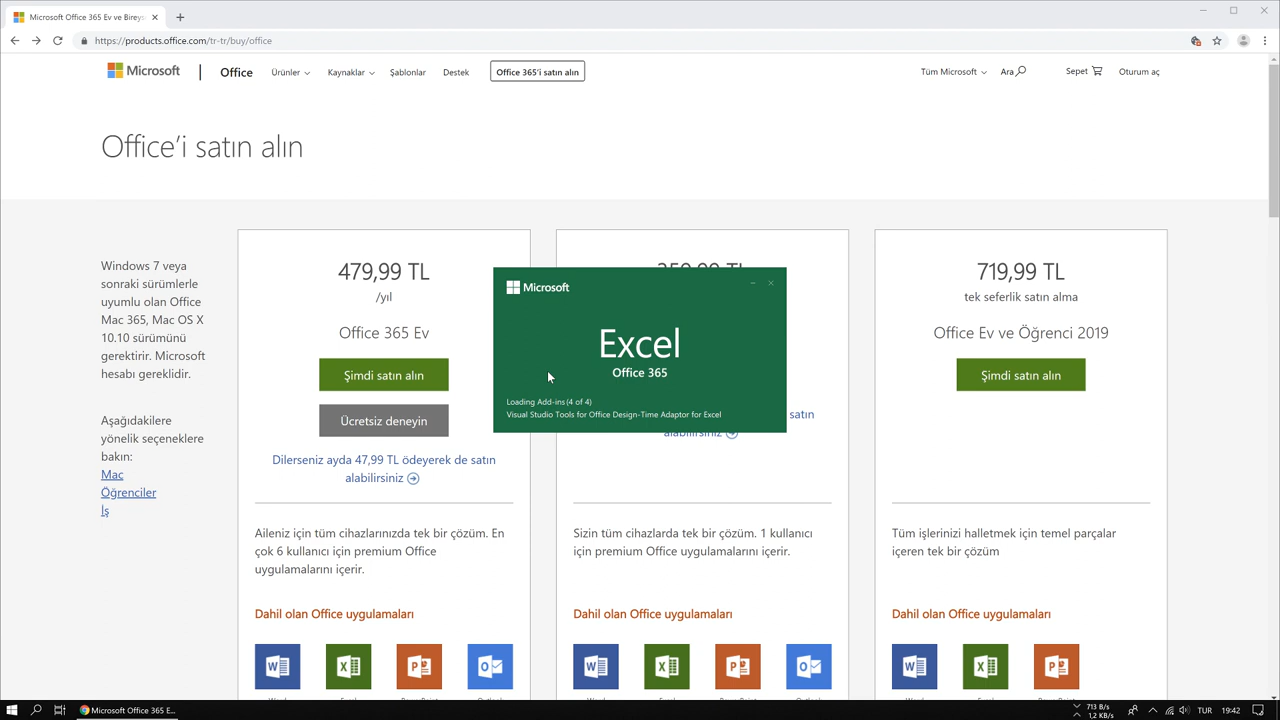 Microsoft Office 365 Ev ve Bireys
https://products.office.com/tr-tr/buy/office
Microsoft
Office
Ürünler
Kaynaklar
Şablonlar
Destek
Office 365'i satın alın
Tüm Microsoft
Ara
Sepet
Oturum aç
Office'i satın alın
Windows 7 veya
sonraki sürümlerle
uyumlu olan Office
Mac 365, Mac OS X
10.10 sürümünü
gerektirir. Microsoft
hesabı gereklidir.
Aşağıdakilere
yönelik seçeneklere
bakın:
Mac
Öğrenciler
İş
479,99 TL
/yıl
Office 365 Ev
Şimdi satın alın
Ücretsiz deneyin
Dilerseniz ayda 47,99 TL ödeyerek de satın
alabilirsiniz
Aileniz için tüm cihazlarınızda tek bir çözüm. En
çok 6 kullanıcı için premium Office
uygulamalarını içerir.
Dahil olan Office uygulamaları
Microsoft
Excel
Office 365
Loading Add-ins (4 of 4)
Visual Studio Tools for Office Design-Time Adaptor for Excel
satın
alabilirsiniz
Sizin tüm cihazlarda tek bir çözüm. 1 kullanıcı
için premium Office uygulamalarını içerir.
Dahil olan Office uygulamaları
719,99 TL
tek seferlik satın alma
Office Ev ve Öğrenci 2019
Şimdi satın alın
Tüm işlerinizi halletmek için temel parçalar
içeren tek bir çözüm
Dahil olan Office uygulamaları
Microsoft Office 365 E...
713 B/s
1,2 KB/s
TUR
19:42